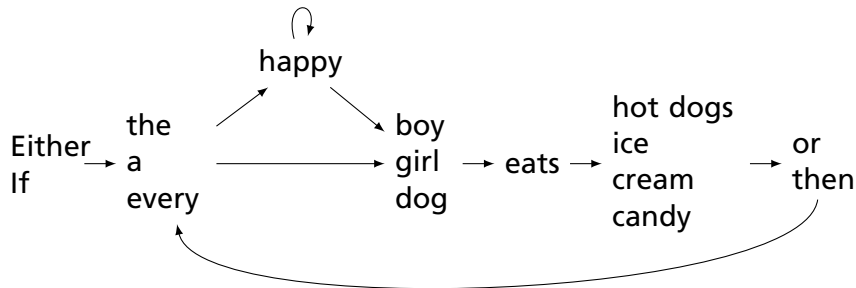 Either
If
the
a
every
happy
boy
girl
dog
eats
hot dogs
ice
cream
candy
or
then